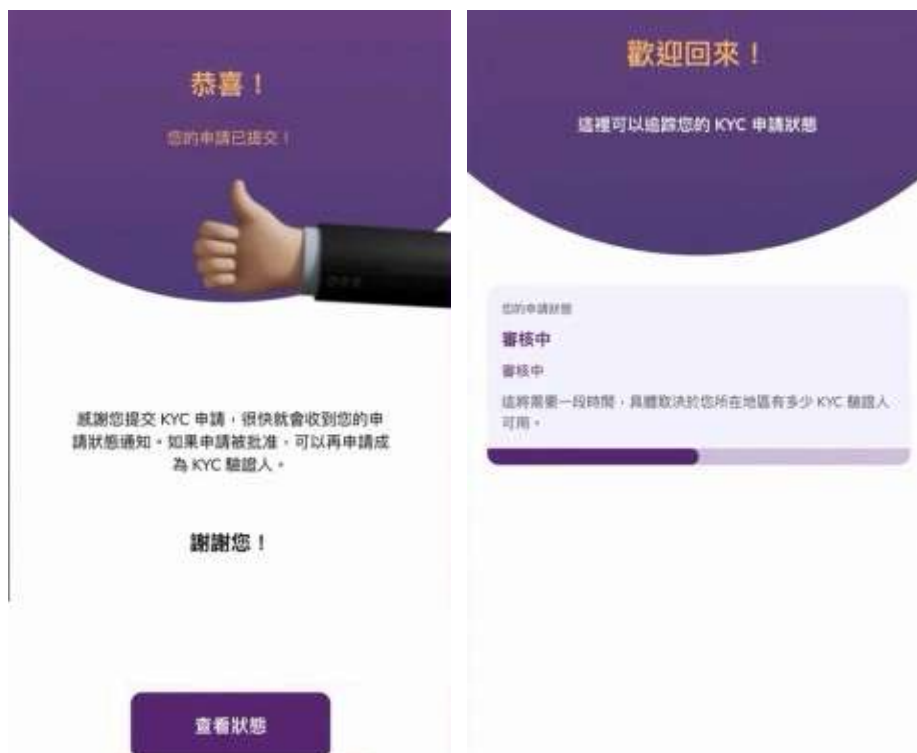 恭喜！
您的申請已提交！
感謝您提交 KYC 申請，很快就會收到您的申
請狀態通知。如果申請被批准，可以再申請成
為 KYC 驗證人。
謝謝您！
查看狀態
歡迎回來！
這裡可以追踪您的 KYC 申請狀態
您的申請狀態
審核中
審核中
這將需要一段時間，具體取決於您所在地區有多少 KYC 驗證人
可用。